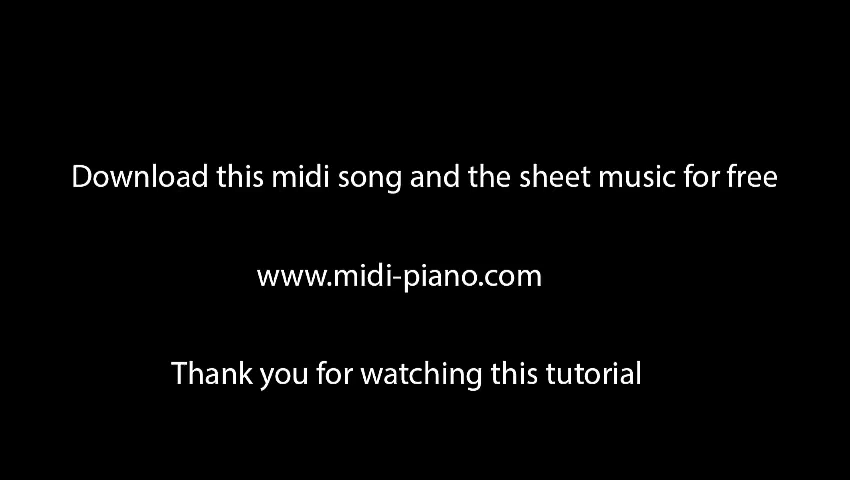 Download this midi song and the sheet music for free
www.midi-piano.com
Thank you for watching this tutorial